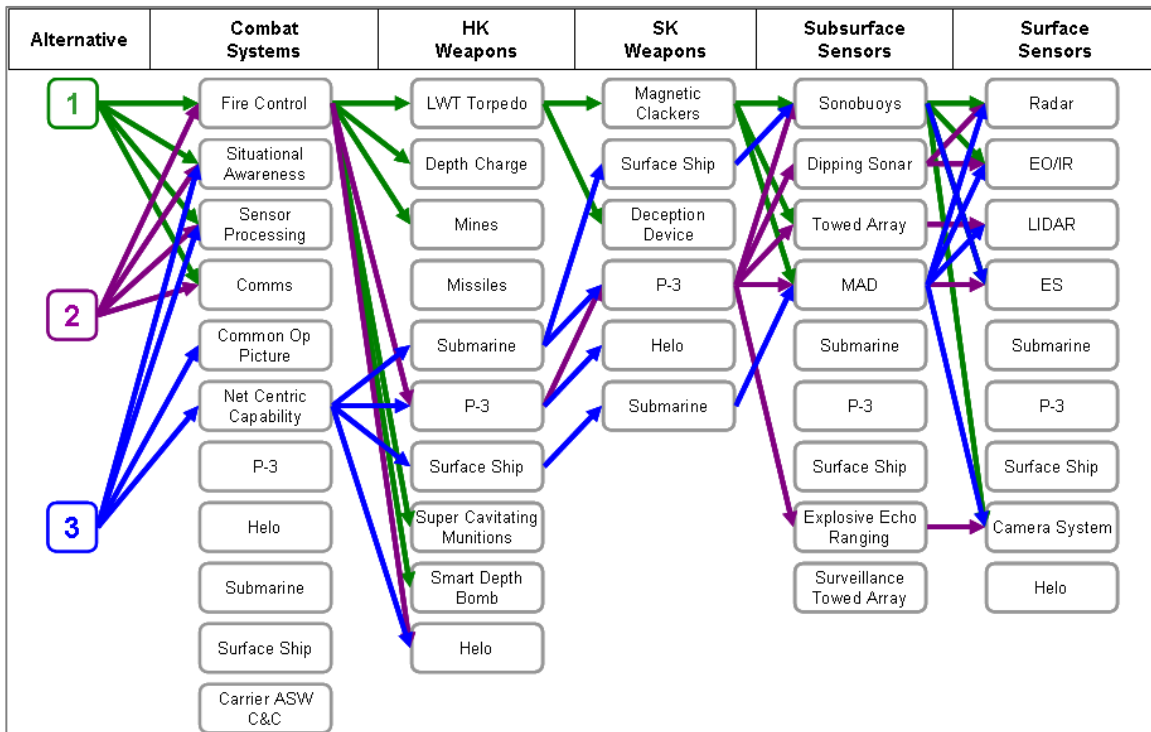 Alternative
Combat
Systems
HK
Weapons
SK
Weapons
Subsurface
Sensors
Surface
Sensors
1
2
3
Fire Control
Situational
Awareness
Sensor
Processing
Comms
Common Op
Picture
Net Centric
Capability
P-3
Helo
Submarine
Surface Ship
Carrier ASW
C&C
LWT Torpedo
Depth Charge
Mines
Missiles
Submarine
P-3
Surface Ship
Super Cavitating
Munitions
Smart Depth
Bomb
Helo
Magnetic
Clackers
Surface Ship
Deception
Device
P-3
Helo
Submarine
Sonobuoys
Dipping Sonar
Towed Array
MAD
Submarine
P-3
Surface Ship
Explosive Echo
Ranging
Surveillance
Towed Array
Radar
EO/IR
LIDAR
ES
Submarine
P-3
Surface Ship
Camera System
Helo